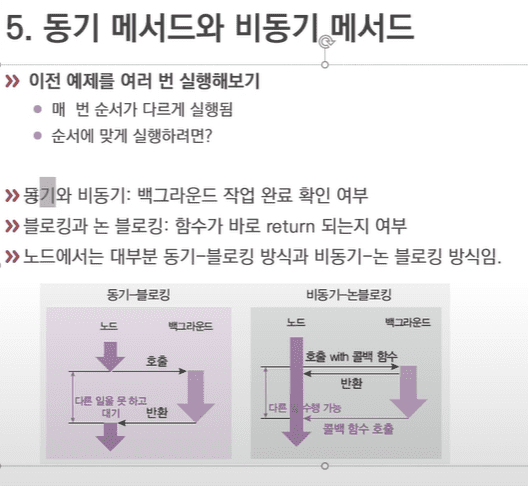 5. 동기 메서드와 비동기 메서드
이전 예제를 여러 번 실행해보기
매 번 순서가 다르게 실행됨
순서에 맞게 실행하려면?
동기와 비동기: 백그라운드 작업 완료 확인 여부
블로킹과 논 블로킹: 함수가 바로 return 되는지 여부
노드에서는 대부분 동기-블로킹 방식과 비동기-논 블로킹 방식임.
동기-블로킹
노드 백그라운드
호출
다른 일을 못 하고
대기
반환
비동기-논블로킹
노드 백그라운드
호출 with 콜백 함수
반환
다른 수행 가능
콜백 함수 호출